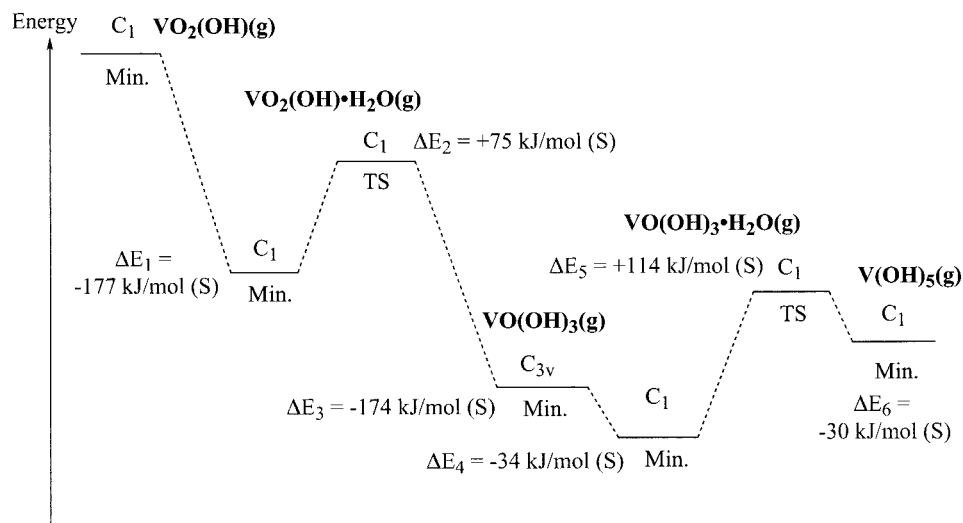 Energy
C₁ VO₂(OH)(g)
Min.
VO₂(OH)•H₂O(g)
C₁ ΔE₂ = +75 kJ/mol (S)
TS
ΔE₁ =
-177 kJ/mol (S)
C₁
Min.
VO(OH)₃•H₂O(g)
ΔE₅ = +114 kJ/mol (S) C₁
TS
V(OH)₅(g)
C₁
Min.
ΔE₆ =
-30 kJ/mol (S)
VO(OH)₃(g)
C₃ᵥ
ΔE₃ = -174 kJ/mol (S) Min.
C₁
ΔE₄ = -34 kJ/mol (S) Min.